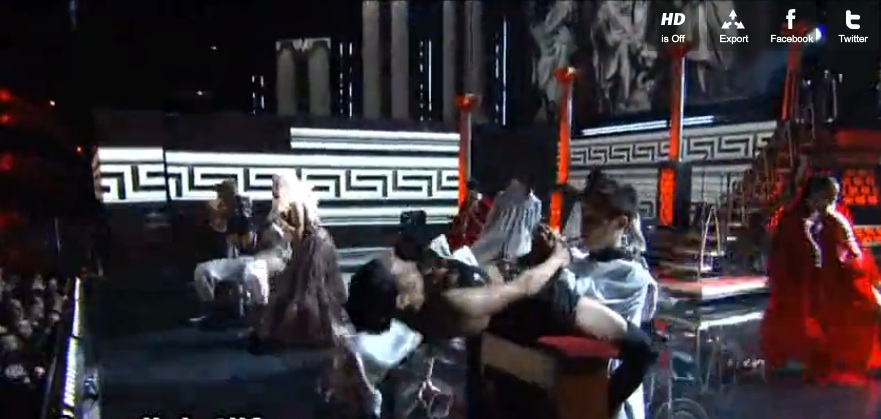 HD
is Off
Export
Facebook
Twitter